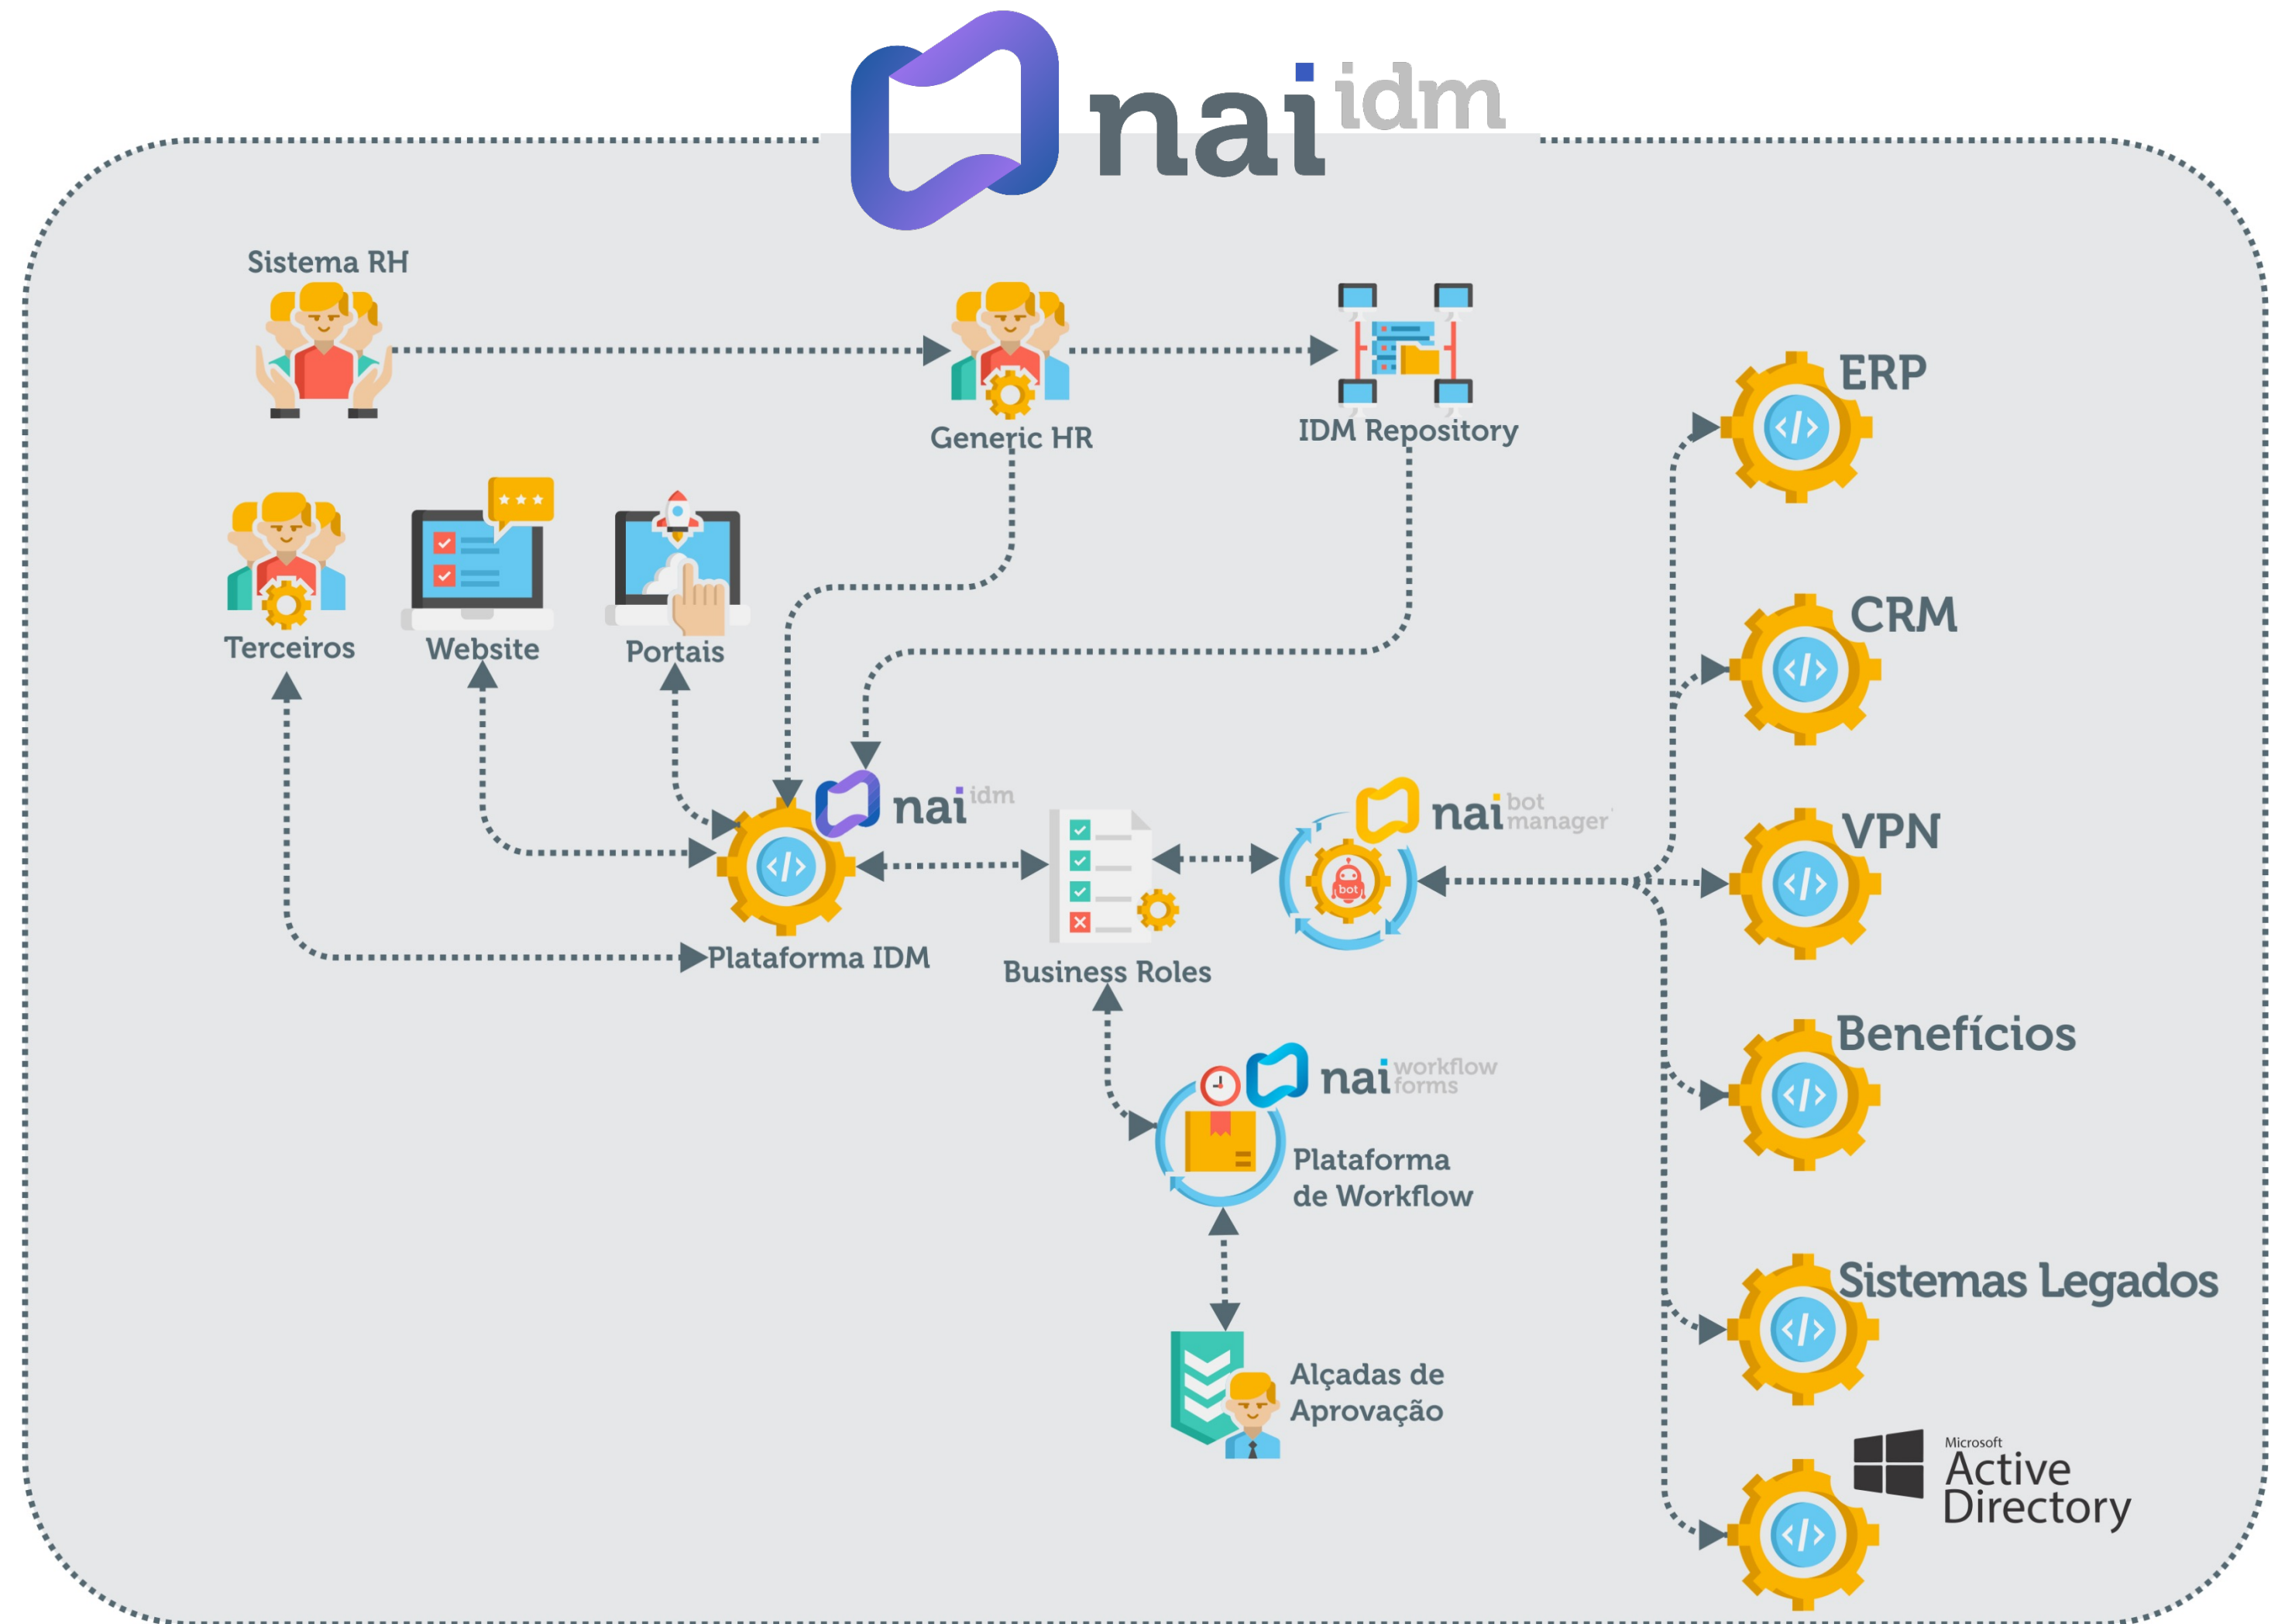 nai idm
Sistema RH
Generic HR
IDM Repository
ERP
Terceiros
Website
Portais
CRM
nai idm
nai bot
manager
VPN
</>
bot
Plataforma IDM
Business Roles
Benefícios
nai workflow
forms
Plataforma
de Workflow
Sistemas Legados
Alçadas de
Aprovação
Microsoft
Active
Directory